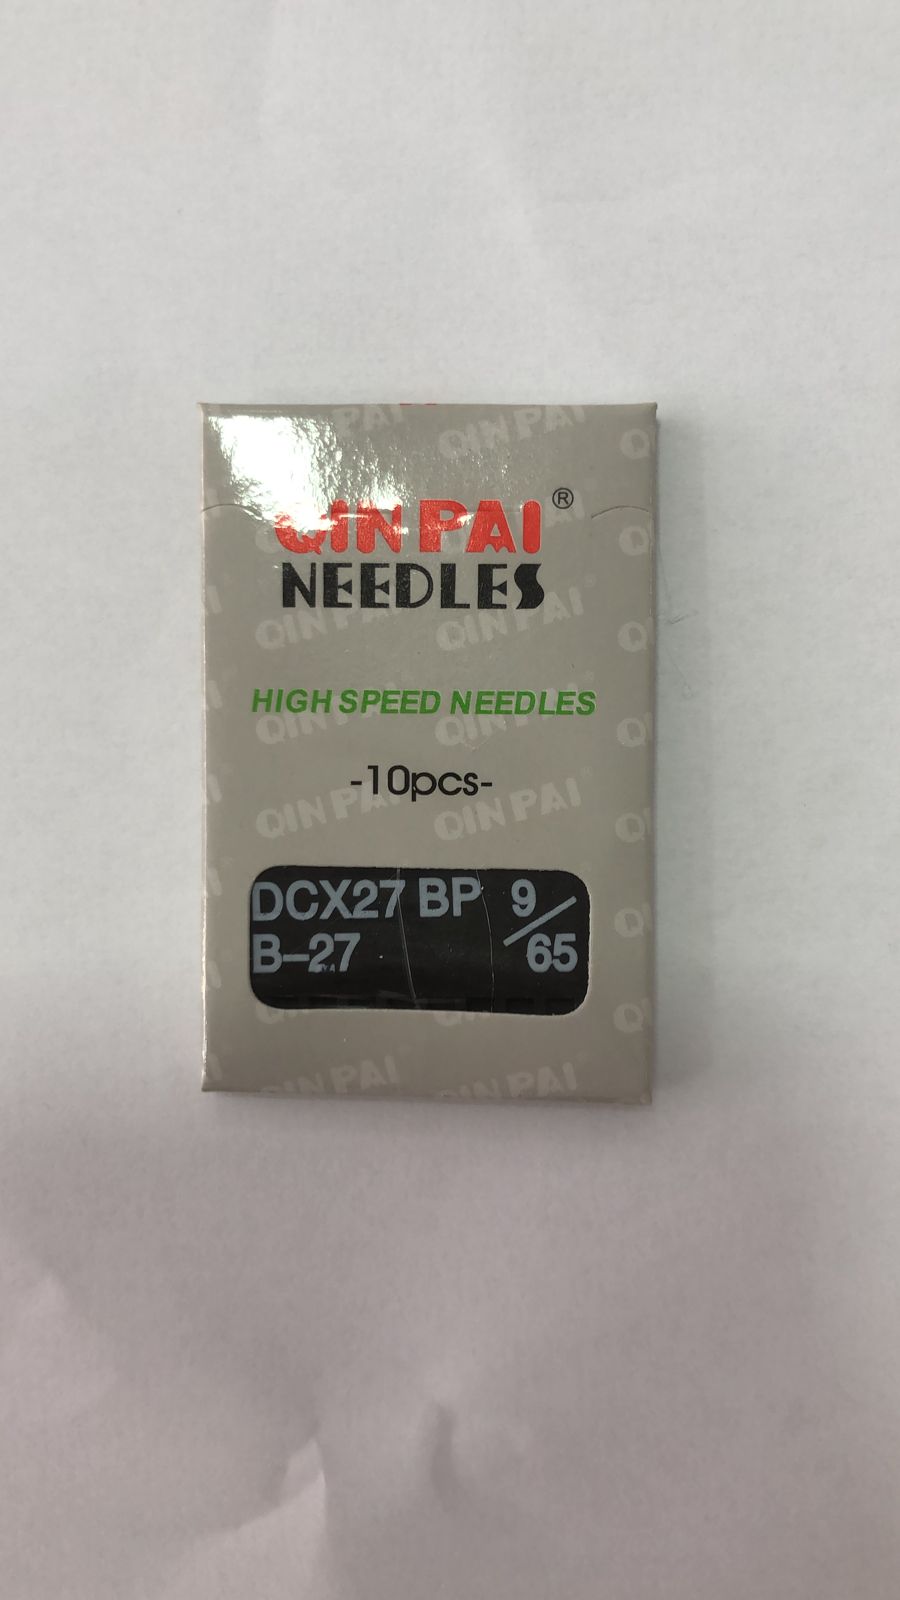 QIN PAI®
NEEDLES
HIGH SPEED NEEDLES
-10pcs-
DCX27 BP 9/65
B-27